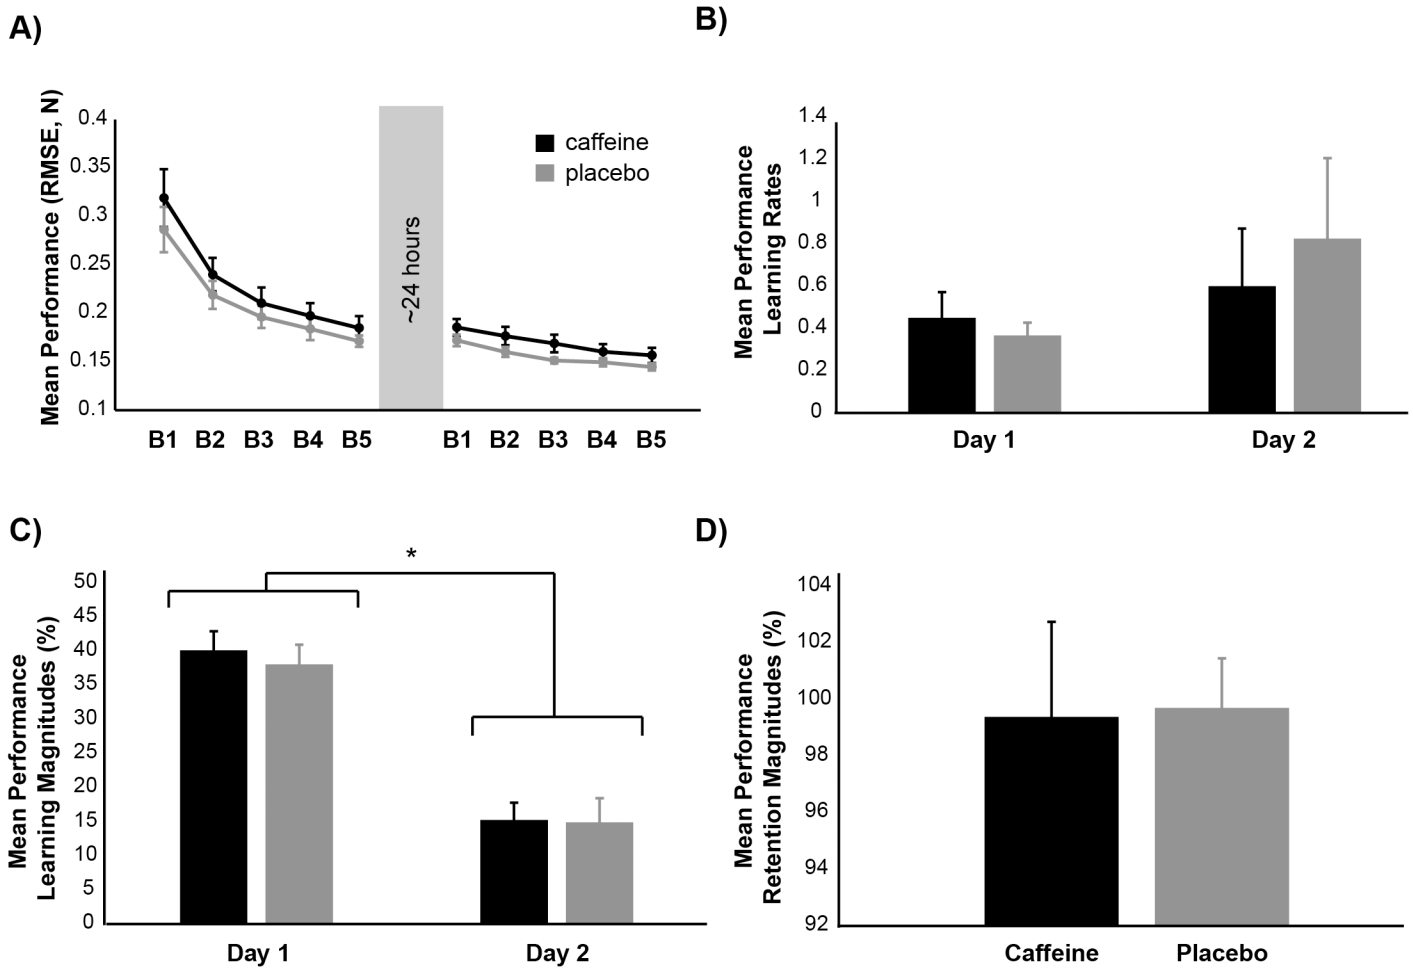 A)
Mean Performance (RMSE, N)
0.4
0.35
0.3
0.25
0.2
0.15
0.1
~24 hours
caffeine
placebo
B1 B2 B3 B4 B5 B1 B2 B3 B4 B5
B)
Mean Performance
Learning Rates
1.4
1.2
1
0.8
0.6
0.4
0.2
0
Day 1 Day 2
C)
Mean Performance
Learning Magnitudes (%)
50
45
40
35
30
25
20
15
10
5
0
*
Day 1 Day 2
D)
Mean Performance
Retention Magnitudes (%)
104
102
100
98
96
94
92
Caffeine Placebo